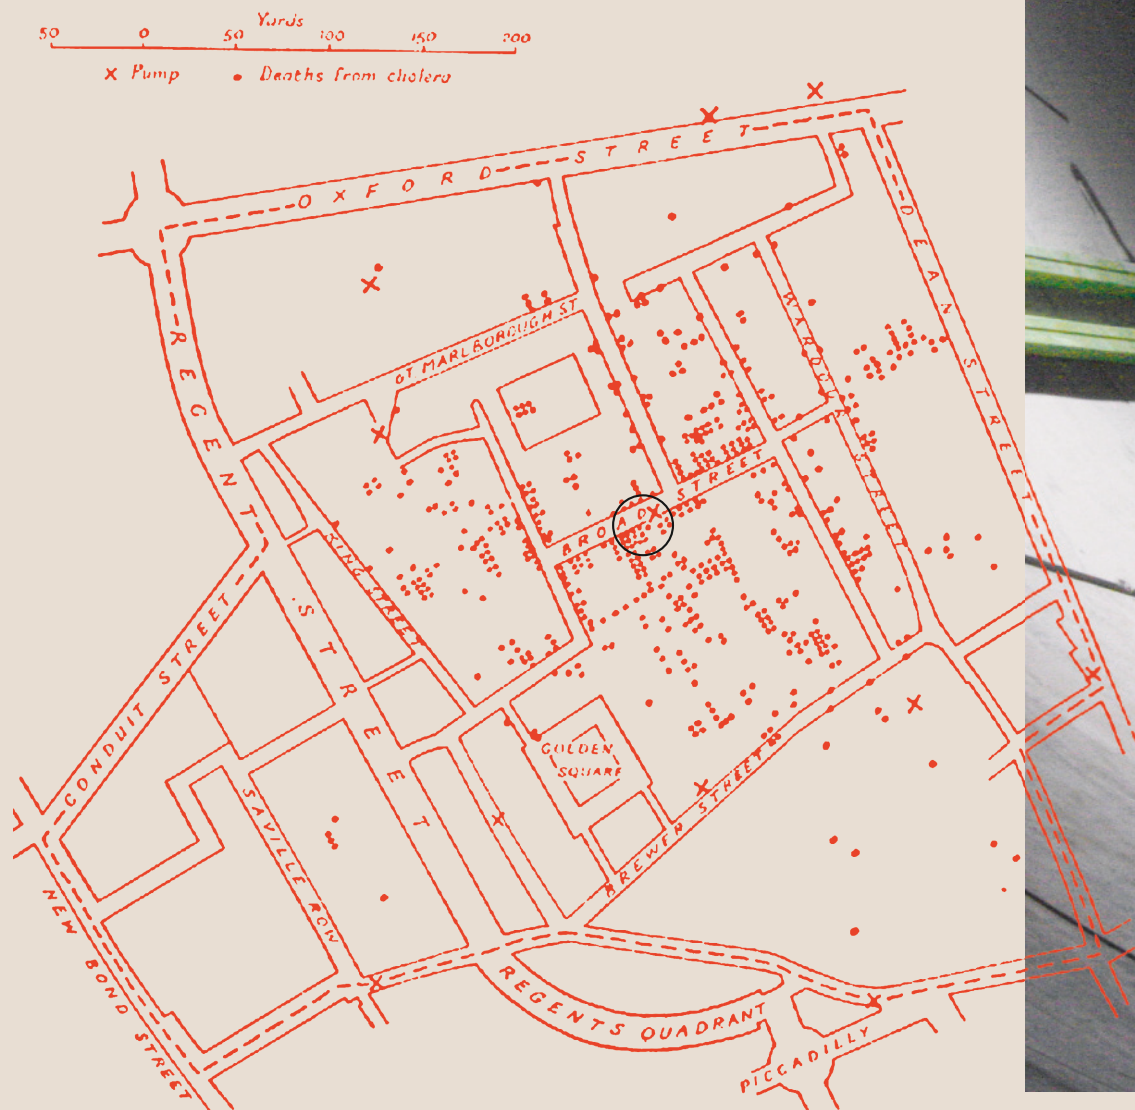 Yards
50 0 50 100 150 200
x Pump • Deaths from cholera
OXFORD STREET
DEAN STREET
REGENT STREET
GT MARLBOROUGH ST
WARDOUR STREET
BROAD STREET
KING STREET
CONDUIT STREET
GOLDEN
SQUARE
SAVILLE ROW
BREWER STREET
NEW BOND STREET
REGENTS QUADRANT
PICCADILLY